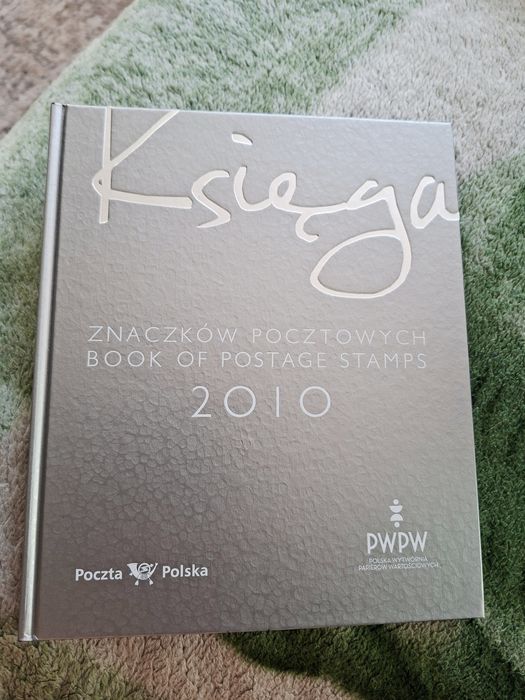 Księga
ZNACZKÓW POCZTOWYCH
BOOK OF POSTAGE STAMPS
2010
PWPW
POLSKA WYTWÓRNIA
PAPIERÓW WARTOŚCIOWYCH
Poczta Polska